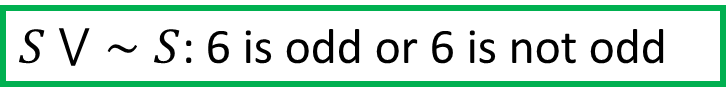 S ∨ ~ S: 6 is odd or 6 is not odd